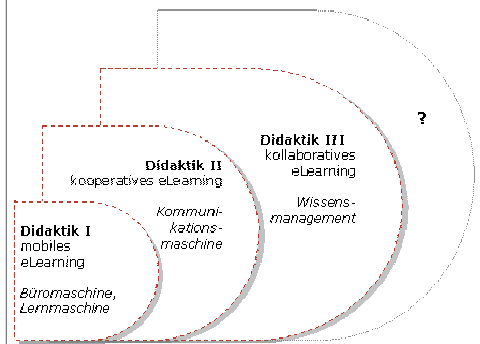 ?
Didaktik III
kollaboratives
eLearning
Wissens-
management
Didaktik II
kooperatives eLearning
Kommuni-
kations-
maschine
Didaktik I
mobiles
eLearning
Büromaschine,
Lernmaschine